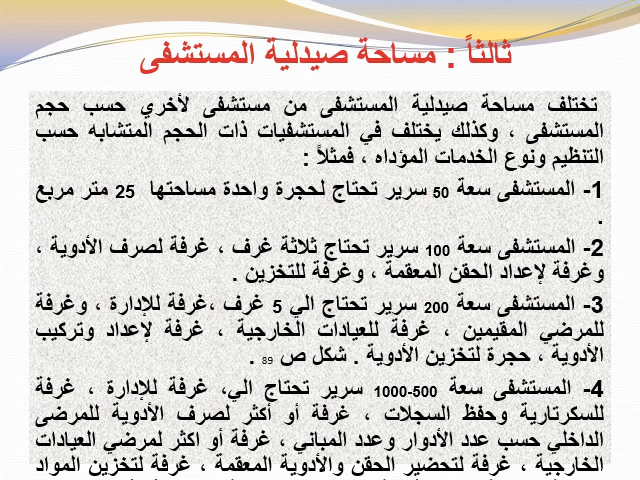 ثالثاً : مساحة صيدلية المستشفى
تختلف مساحة صيدلية المستشفى من مستشفى لأخري حسب حجم
المستشفى ، وكذلك يختلف في المستشفيات ذات الحجم المتشابه حسب
التنظيم ونوع الخدمات المؤداه ، فمثلاً :
1- المستشفى سعة 50 سرير تحتاج لحجرة واحدة مساحتها 25 متر مربع
.
2- المستشفى سعة 100 سرير تحتاج ثلاثة غرف ، غرفة لصرف الأدوية ،
وغرفة لإعداد الحقن المعقمة ، وغرفة للتخزين .
3- المستشفى سعة 200 سرير تحتاج الي 5 غرف ،غرفة للإدارة ، وغرفة
للمرضي المقيمين ، غرفة للعيادات الخارجية ، غرفة لإعداد وتركيب
الأدوية ، حجرة لتخزين الأدوية . شكل ص 89 .
4- المستشفى سعة 500-1000 سرير تحتاج الي، غرفة للإدارة ، غرفة
للسكرتارية وحفظ السجلات ، غرفة أو أكثر لصرف الأدوية للمرضى
الداخلي حسب عدد الأدوار وعدد المباني ، غرفة أو اكثر لمرضي العيادات
الخارجية ، غرفة لتحضير الحقن والأدوية المعقمة ، غرفة لتخزين المواد